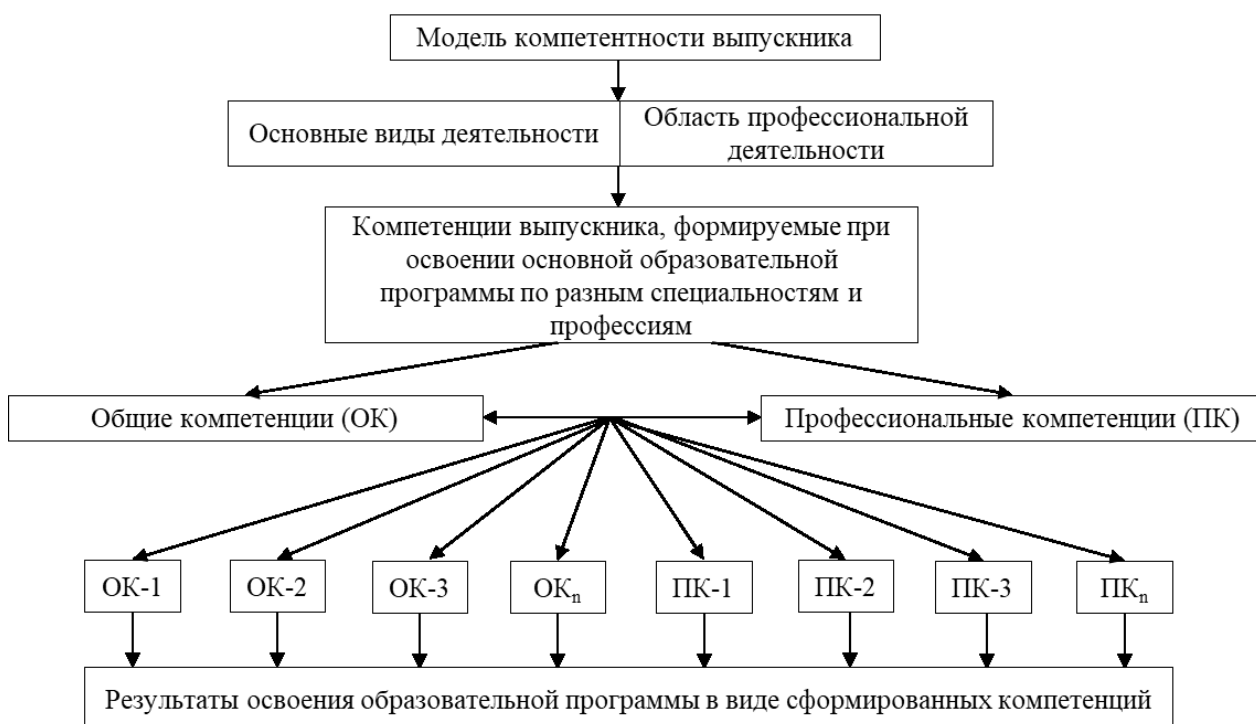 Модель компетентности выпускника
Основные виды деятельности
Область профессиональной
деятельности
Компетенции выпускника, формируемые при
освоении основной образовательной
программы по разным специальностям и
профессиям
Общие компетенции (ОК)
Профессиональные компетенции (ПК)
ОК-1
ОК-2
ОК-3
ОКn
ПК-1
ПК-2
ПК-3
ПКn
Результаты освоения образовательной программы в виде сформированных компетенций